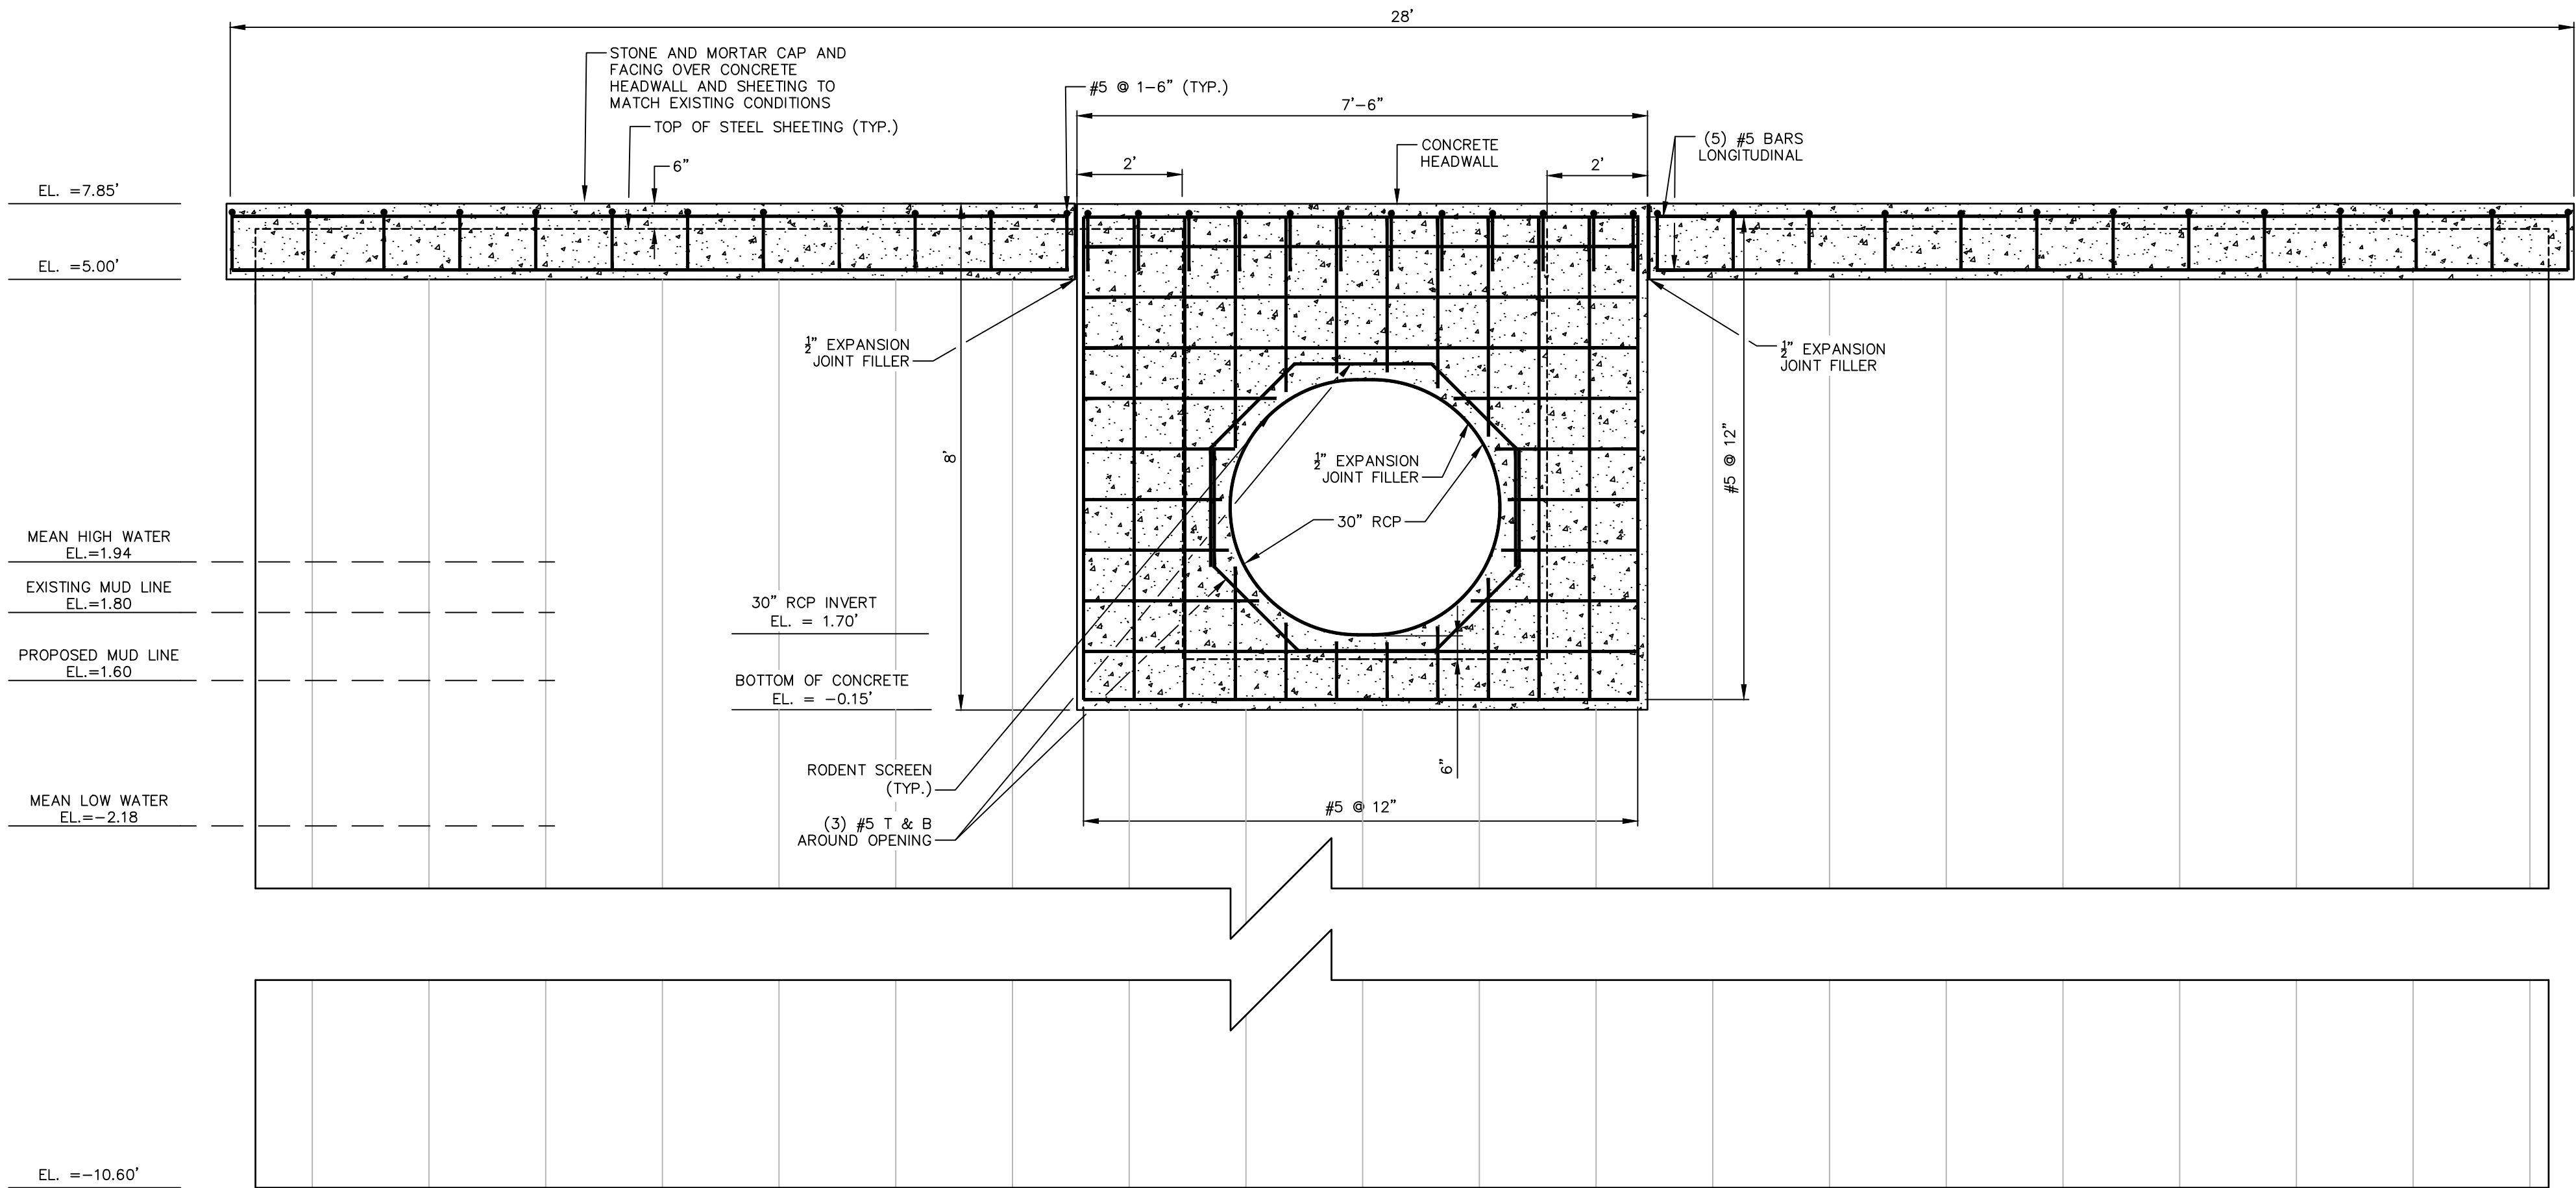 28'
STONE AND MORTAR CAP AND
FACING OVER CONCRETE
HEADWALL AND SHEETING TO
MATCH EXISTING CONDITIONS
TOP OF STEEL SHEETING (TYP.)
6"
#5 @ 1-6" (TYP.)
7'-6"
2'
CONCRETE
HEADWALL
2'
(5) #5 BARS
LONGITUDINAL
EL. =7.85'
EL. =5.00'
½" EXPANSION
JOINT FILLER
½" EXPANSION
JOINT FILLER
8'
½" EXPANSION
JOINT FILLER
#5 @ 12"
30" RCP
MEAN HIGH WATER
EL.=1.94
EXISTING MUD LINE
EL.=1.80
30" RCP INVERT
EL. = 1.70'
PROPOSED MUD LINE
EL.=1.60
BOTTOM OF CONCRETE
EL. = -0.15'
RODENT SCREEN
(TYP.)
6"
MEAN LOW WATER
EL.=-2.18
#5 @ 12"
(3) #5 T & B
AROUND OPENING
EL. =-10.60'